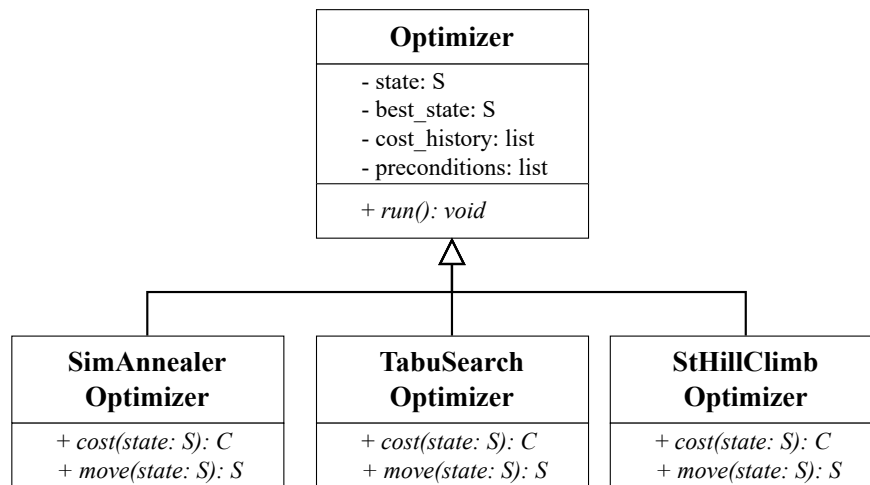 Optimizer
- state: S
- best_state: S
- cost_history: list
- preconditions: list
+ run(): void
SimAnnealer
Optimizer
+ cost(state: S): C
+ move(state: S): S
TabuSearch
Optimizer
+ cost(state: S): C
+ move(state: S): S
StHillClimb
Optimizer
+ cost(state: S): C
+ move(state: S): S